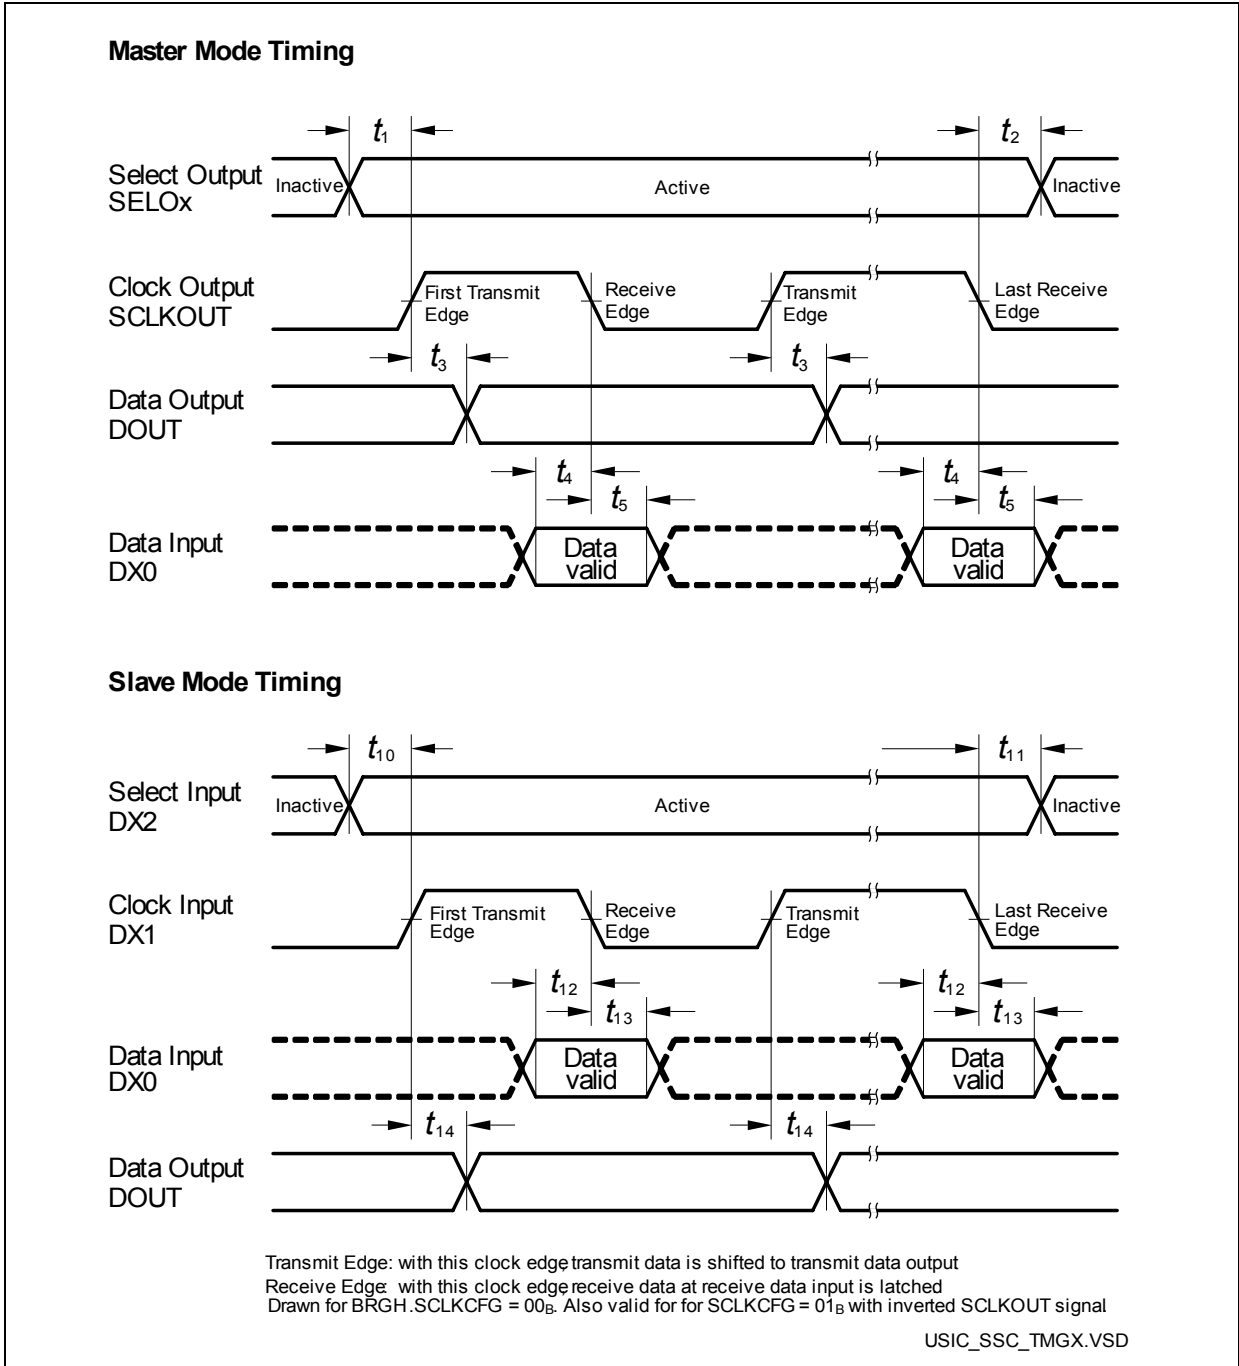 Master Mode Timing
t1
t2
Select Output
SELOx
Inactive
Active
Inactive
Clock Output
SCLKOUT
First Transmit
Edge
Receive
Edge
Transmit
Edge
Last Receive
Edge
t3
t3
Data Output
DOUT
t4
t5
t4
t5
Data Input
DX0
Data
valid
Data
valid
Slave Mode Timing
t10
t11
Select Input
DX2
Inactive
Active
Inactive
Clock Input
DX1
First Transmit
Edge
Receive
Edge
Transmit
Edge
Last Receive
Edge
t12
t13
t12
t13
Data Input
DX0
Data
valid
Data
valid
t14
t14
Data Output
DOUT
Transmit Edge: with this clock edge, transmit data is shifted to transmit data output
Receive Edge: with this clock edge, receive data at receive data input is latched
Drawn for BRGH.SCLKCFG = 00B. Also valid for for SCLKCFG = 01B with inverted SCLKOUT signal.
USIC_SSC_TMGX.VSD